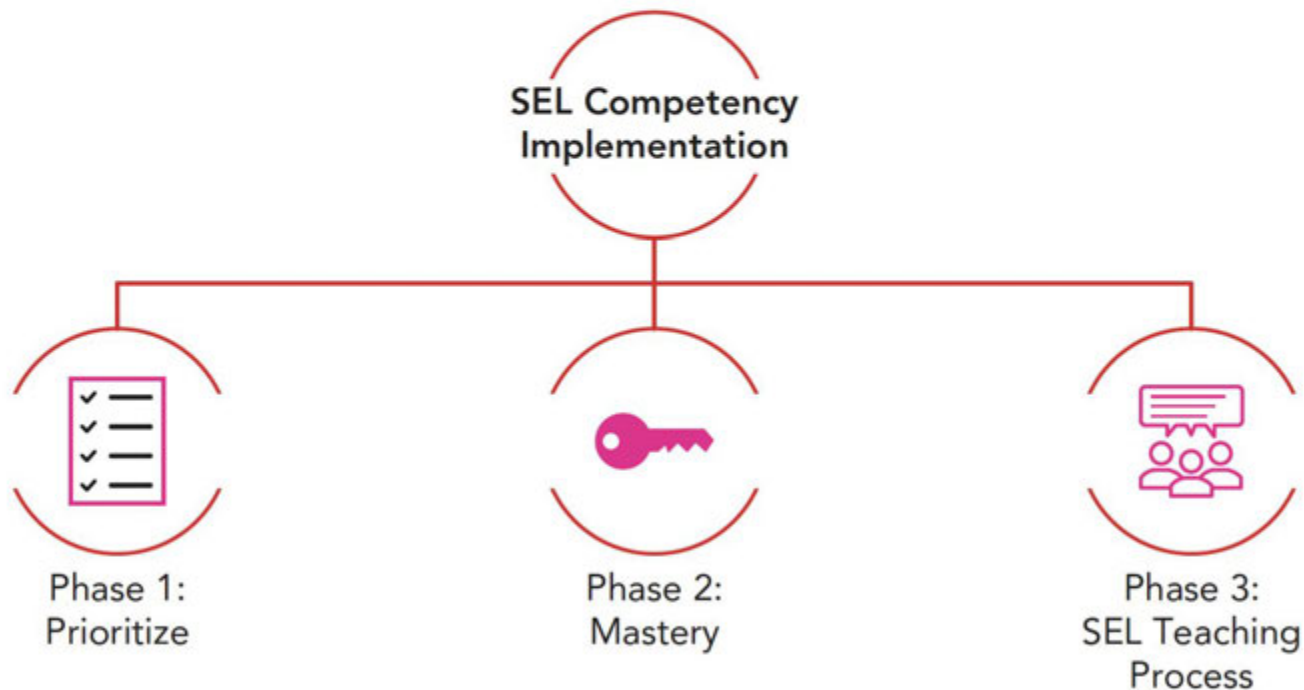 SEL Competency
Implementation
Phase 1:
Prioritize
Phase 2:
Mastery
Phase 3:
SEL Teaching
Process